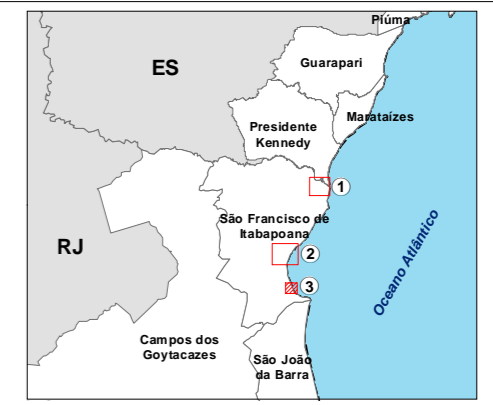 Piúma
ES
Guarapari
Marataízes
Presidente
Kennedy
1
São Francisco de
Itabapoana
2
RJ
3
Oceano Atlântico
Campos dos
Goytacazes
São João
da Barra